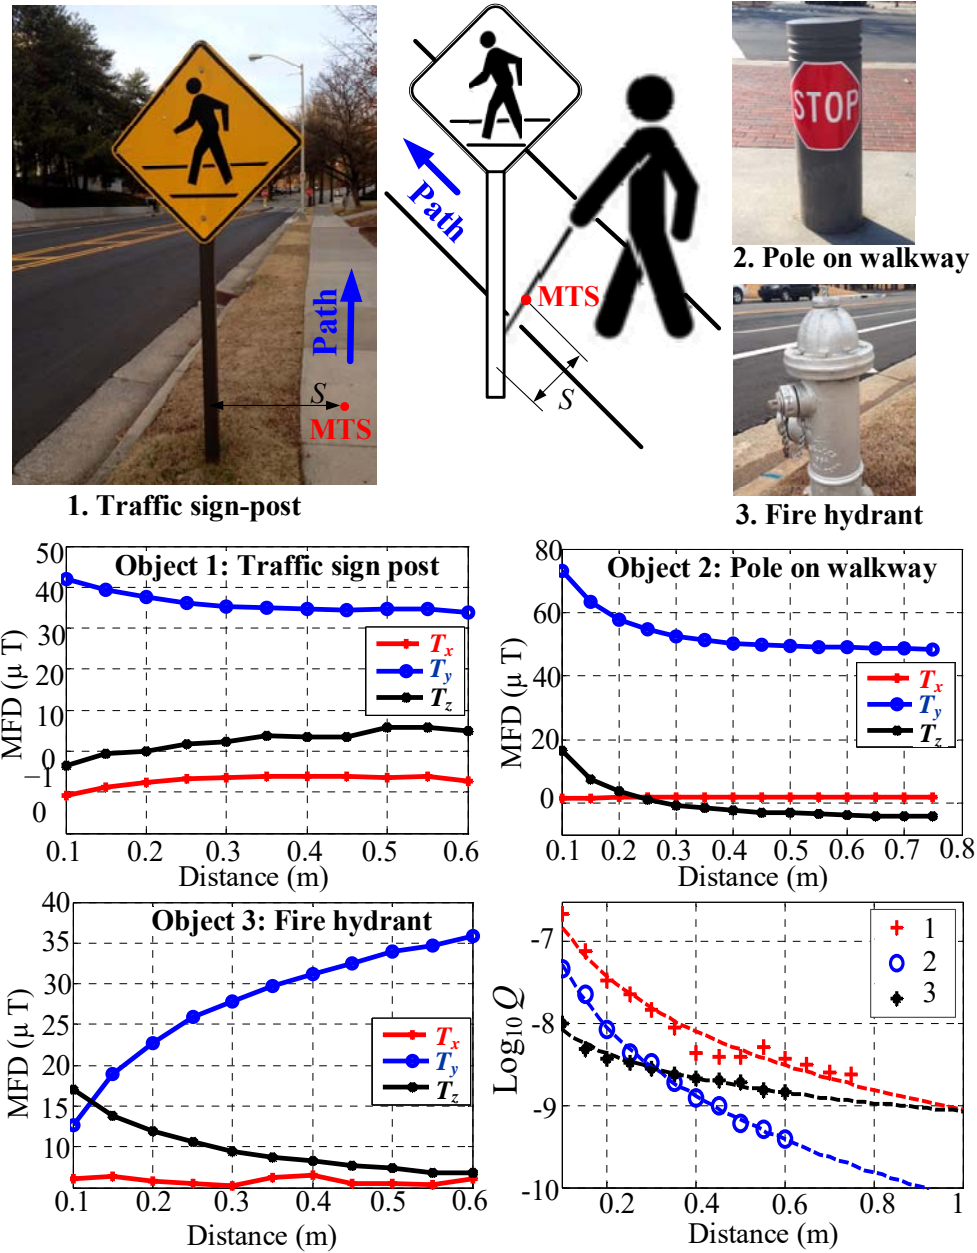 STOP
Path
S
MTS
Path
MTS
S
1. Traffic sign-post
2. Pole on walkway
3. Fire hydrant
Object 1: Traffic sign post
MFD (μ T)
50
40
30
20
10
0
−1
0
Tx
Ty
Tz
0.1 0.2 0.3 0.4 0.5 0.6
Distance (m)
Object 2: Pole on walkway
MFD (μ T)
80
60
40
20
0
Tx
Ty
Tz
0.1 0.2 0.3 0.4 0.5 0.6 0.7 0.8
Distance (m)
Object 3: Fire hydrant
MFD (μ T)
40
35
30
25
20
15
10
Tx
Ty
Tz
0.1 0.2 0.3 0.4 0.5 0.6
Distance (m)
Log10Q
-7
-8
-9
-10
1
2
3
0.1 0.2 0.4 0.6 0.8 1
Distance (m)